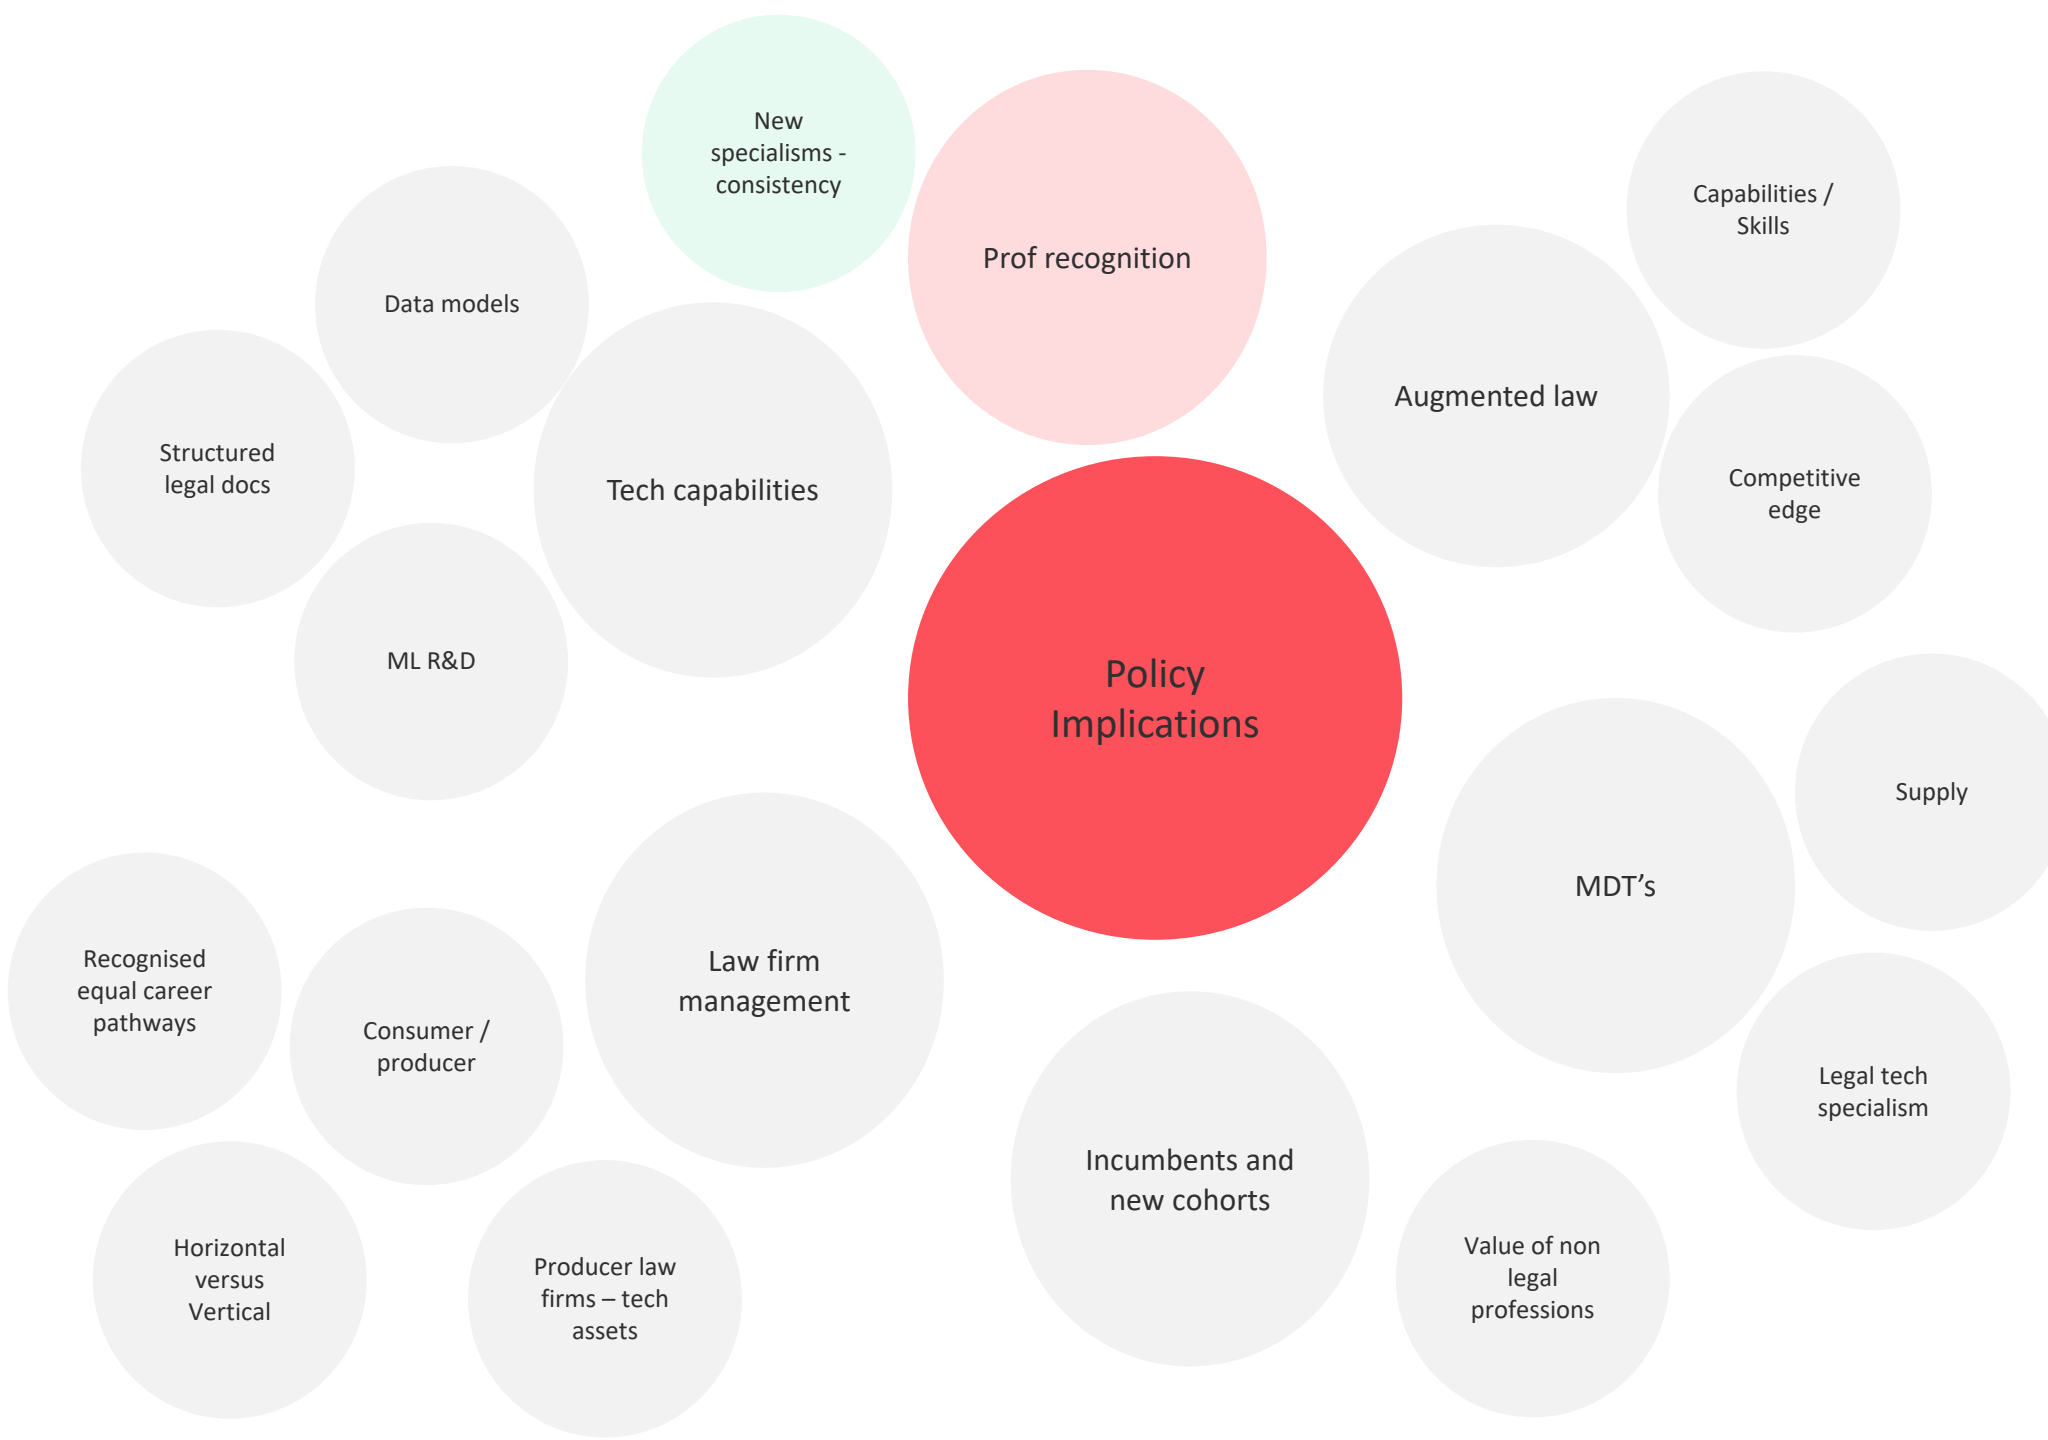 New
specialisms -
consistency
Prof recognition
Capabilities /
Skills
Data models
Augmented law
Structured
legal docs
Tech capabilities
Competitive
edge
ML R&D
Policy
Implications
Supply
MDT’s
Recognised
equal career
pathways
Consumer /
producer
Law firm
management
Legal tech
specialism
Incumbents and
new cohorts
Horizontal
versus
Vertical
Producer law
firms – tech
assets
Value of non
legal
professions